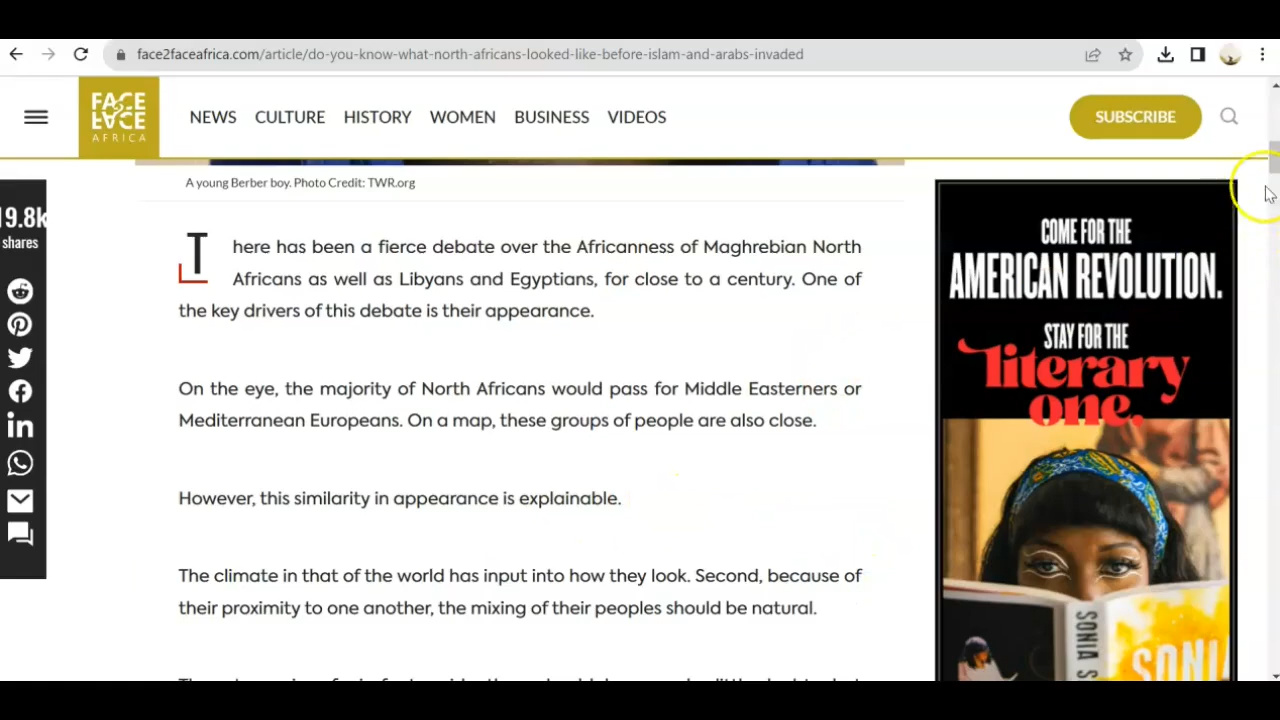 face2faceafrica.com/article/do-you-know-what-north-africans-looked-like-before-islam-and-arabs-invaded
FACE
2
FACE
AFRICA
NEWS CULTURE HISTORY WOMEN BUSINESS VIDEOS
SUBSCRIBE
A young Berber boy. Photo Credit: TWR.org
19.8k
shares
There has been a fierce debate over the Africanness of Maghrebian North
Africans as well as Libyans and Egyptians, for close to a century. One of
the key drivers of this debate is their appearance.
On the eye, the majority of North Africans would pass for Middle Easterners or
Mediterranean Europeans. On a map, these groups of people are also close.
However, this similarity in appearance is explainable.
The climate in that of the world has input into how they look. Second, because of
their proximity to one another, the mixing of their peoples should be natural.
COME FOR THE
AMERICAN REVOLUTION.
STAY FOR THE
literary
one.
SONIA S
SONI